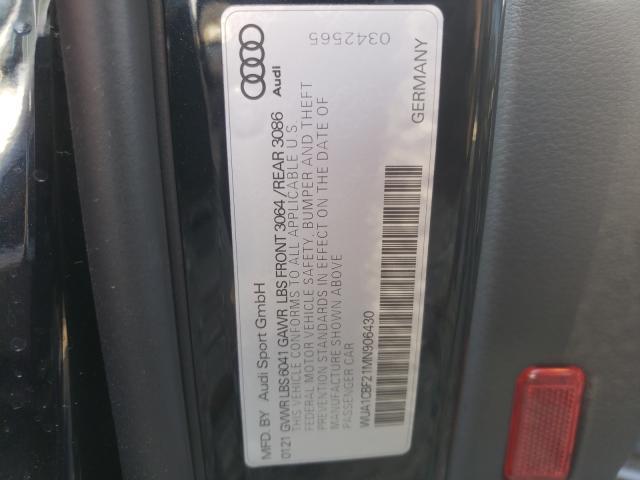 Audi
0342565
MFD. BY Audi Sport GmbH
0121 GVWR LBS 6041 GAWR LBS FRONT 3064 /REAR 3086
THIS VEHICLE CONFORMS TO ALL APPLICABLE U.S.
FEDERAL MOTOR VEHICLE SAFETY, BUMPER AND THEFT
PREVENTION STANDARDS IN EFFECT ON THE DATE OF
MANUFACTURE SHOWN ABOVE
PASSENGER CAR
WUA1CBF21MN906430
GERMANY